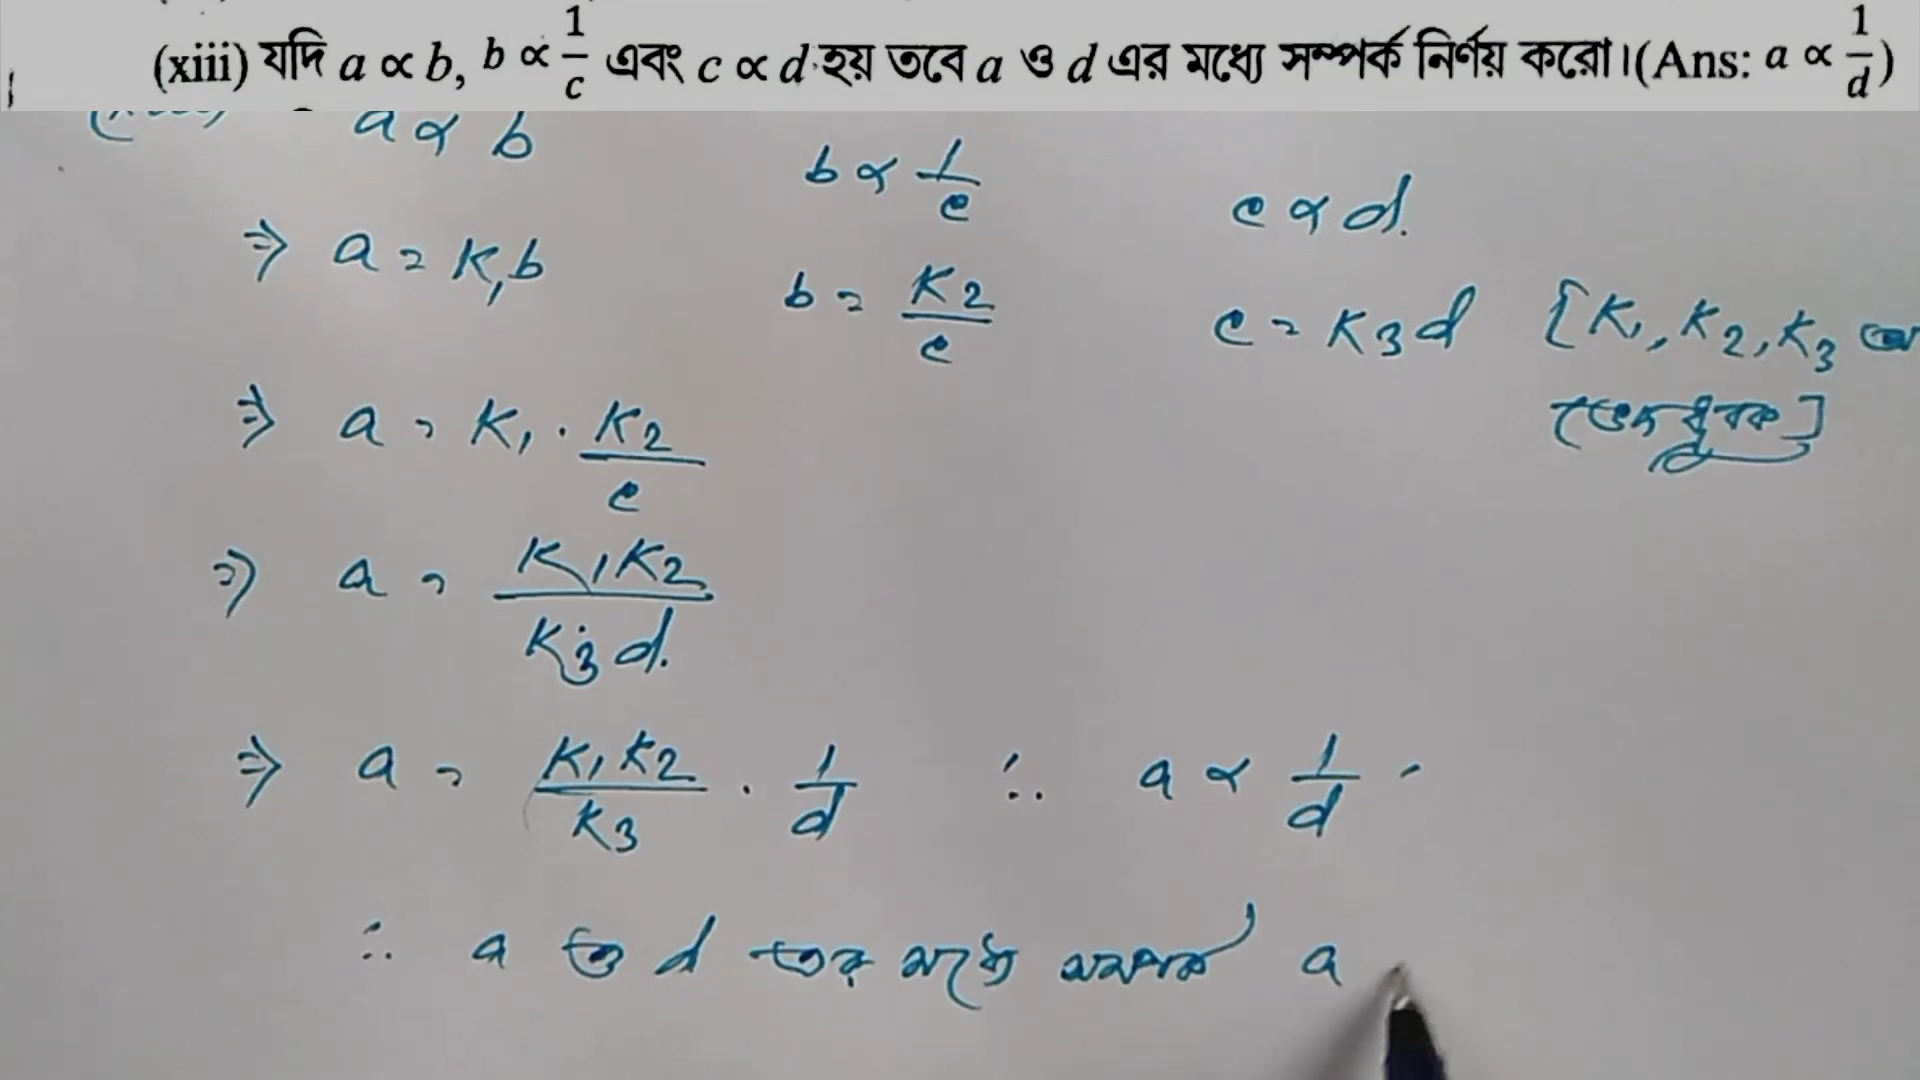 (xiii) যদি a ∝ b, b ∝ 1/c এবং c ∝ d হয় তবে a ও d এর মধ্যে সম্পর্ক নির্ণয় করো।(Ans: a ∝ 1/d)
a ∝ b
b ∝ 1/c
c ∝ d.
⇒ a = K₁b
b = K₂/c
c = K₃d [K₁, K₂, K₃
ভেদ ধ্রুবক]
⇒ a = K₁ . K₂/c
⇒ a = K₁K₂/K₃d.
⇒ a = K₁K₂/K₃ . 1/d ∴ a ∝ 1/d
∴ a ও d এর মধ্যে সম্পর্ক a